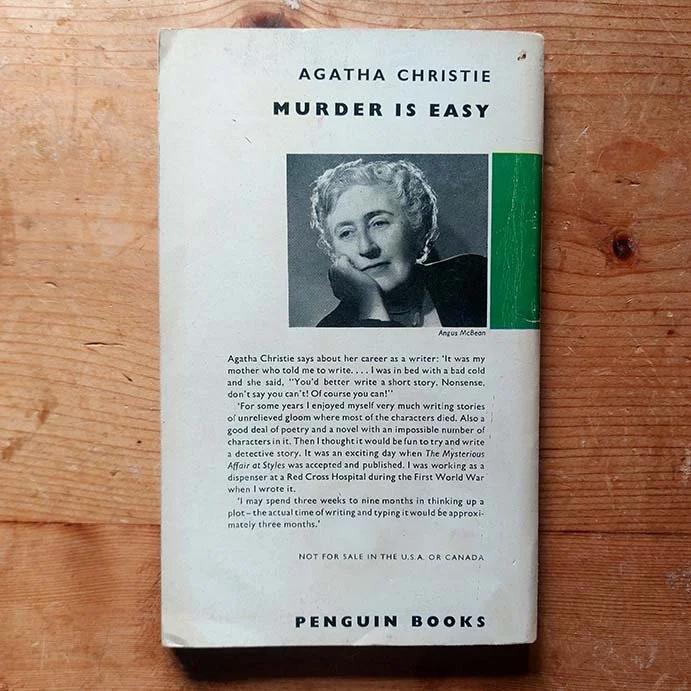 AGATHA CHRISTIE
MURDER IS EASY
Angus McBean
Agatha Christie says about her career as a writer: 'It was my
mother who told me to write. . . . I was in bed with a bad cold
and she said, "You'd better write a short story. Nonsense,
don't say you can't! Of course you can!"
'For some years I enjoyed myself very much writing stories
of unrelieved gloom where most of the characters died. Also a
good deal of poetry and a novel with an impossible number of
characters in it. Then I thought it would be fun to try and write
a detective story. It was an exciting day when The Mysterious
Affair at Styles was accepted and published. I was working as a
dispenser at a Red Cross Hospital during the First World War
when I wrote it.
'I may spend three weeks to nine months in thinking up a
plot – the actual time of writing and typing it would be approxi-
mately three months.'
NOT FOR SALE IN THE U.S.A. OR CANADA
PENGUIN BOOKS